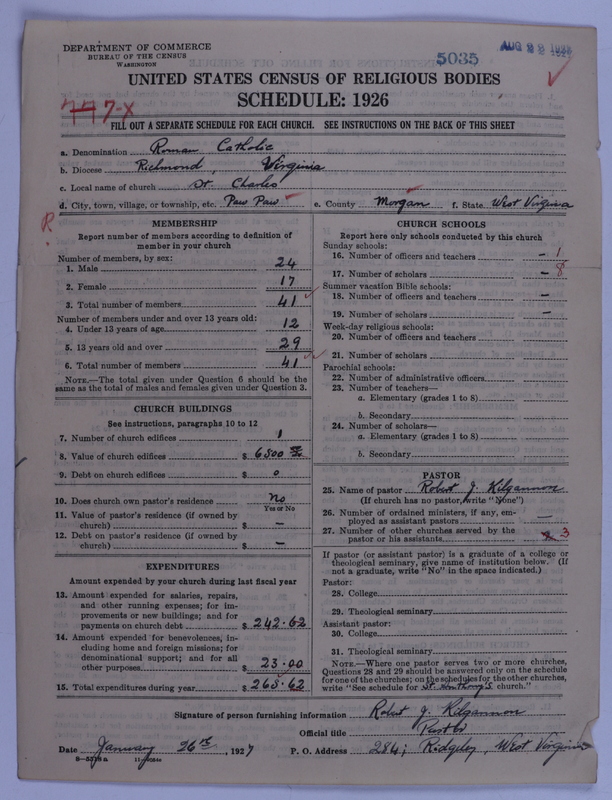 DEPARTMENT OF COMMERCE
BUREAU OF THE CENSUS
WASHINGTON
5035
AUG 22
UNITED STATES CENSUS OF RELIGIOUS BODIES
SCHEDULE: 1926
777-X
FILL OUT A SEPARATE SCHEDULE FOR EACH CHURCH. SEE INSTRUCTIONS ON THE BACK OF THIS SHEET
a. Denomination Roman Catholic
b. Diocese Richmond, Virginia
c. Local name of church St. Charles
d. City, town, village, or township, etc. Paw Paw e. County Morgan f. State West Virginia
R
MEMBERSHIP
Report number of members according to definition of
member in your church
Number of members, by sex:
1. Male 24
2. Female 17
3. Total number of members 41
Number of members under and over 13 years old:
4. Under 13 years of age 12
5. 13 years old and over 29
6. Total number of members 41
NOTE.—The total given under Question 6 should be
same as the total of males and females given under Question 3.
CHURCH BUILDINGS
See instructions, paragraphs 10 to 12
7. Number of church edifices 1
8. Value of church edifices $ 6500
9. Debt on church edifices $ 0
10. Does church own pastor's residence No
Yes or No
11. Value of pastor's residence (if owned by
church) $ —
12. Debt on pastor's residence (if owned by
church) $ —
EXPENDITURES
Amount expended by your church during last fiscal year
13. Amount expended for salaries, repairs,
and other running expenses; for im-
provements or new buildings; and for
payments on church debt $ 242.62
14. Amount expended for benevolences, in-
cluding home and foreign missions; for
denominational support; and for all
other purposes $ 23.00
15. Total expenditures during year $ 265.62
CHURCH SCHOOLS
Report here only schools conducted by this church
Sunday schools:
16. Number of officers and teachers — 1
17. Number of scholars — 8
Summer vacation Bible schools:
18. Number of officers and teachers —
19. Number of scholars —
Week-day religious schools:
20. Number of officers and teachers
21. Number of scholars
Parochial schools:
22. Number of administrative officers
23. Number of teachers—
a. Elementary (grades 1 to 8)
b. Secondary
24. Number of scholars—
a. Elementary (grades 1 to 8)
b. Secondary
PASTOR
25. Name of pastor Robert J. Kilgannon
(If church has no pastor, write "None")
26. Number of ordained ministers, if any, em-
ployed as assistant pastors —
27. Number of other churches served by the
pastor or his assistants 3
If pastor (or assistant pastor) is a graduate of a college or
theological seminary, give name of institution below. (If
not a graduate, write "No" in the space indicated.)
Pastor:
28. College
29. Theological seminary
Assistant pastor:
30. College
31. Theological seminary
NOTE.—Where one pastor serves two or more churches,
Questions 28 and 29 should be answered only on the schedule
for one of the churches; on the schedules for the other churches,
write "See schedule for St. Anthony's church."
Signature of person furnishing information Robert J. Kilgannon
Official title Pastor
Date January 26th, 1927 P. O. Address 284; Ridgeley, West Virginia